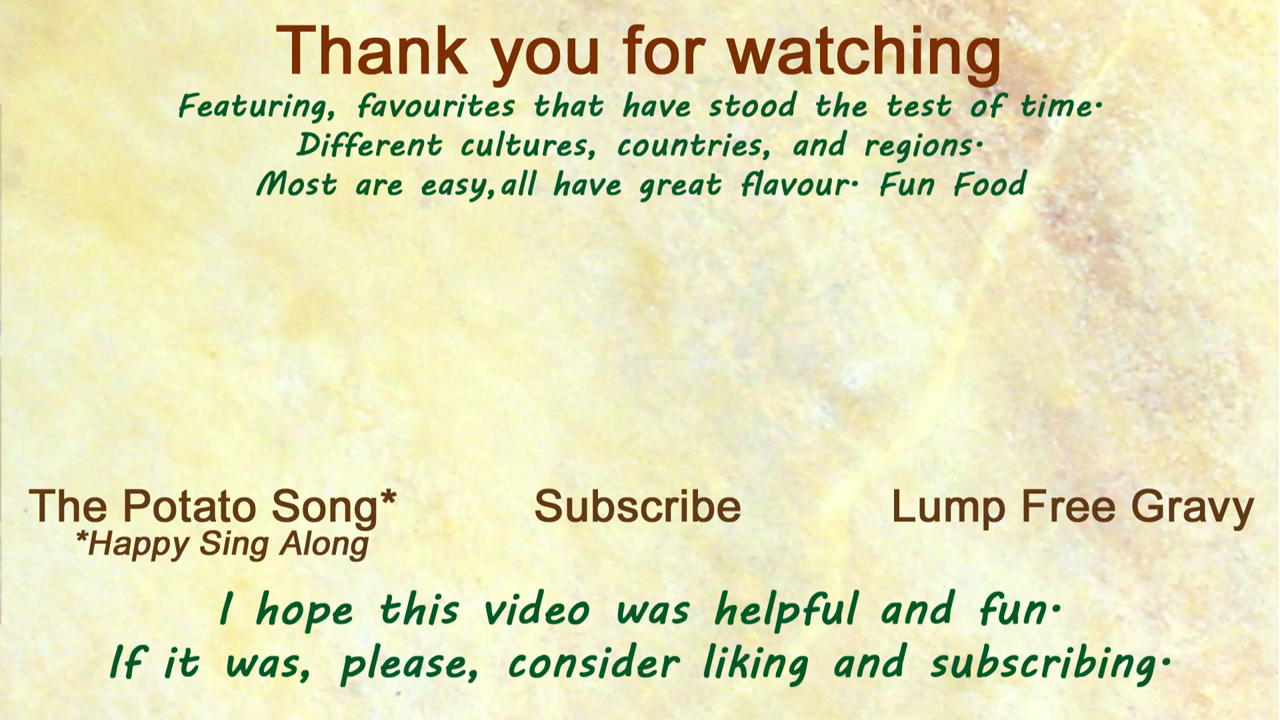 Thank you for watching
Featuring, favourites that have stood the test of time.
Different cultures, countries, and regions.
Most are easy,all have great flavour. Fun Food
The Potato Song*
*Happy Sing Along
Subscribe
Lump Free Gravy
I hope this video was helpful and fun.
If it was, please, consider liking and subscribing.